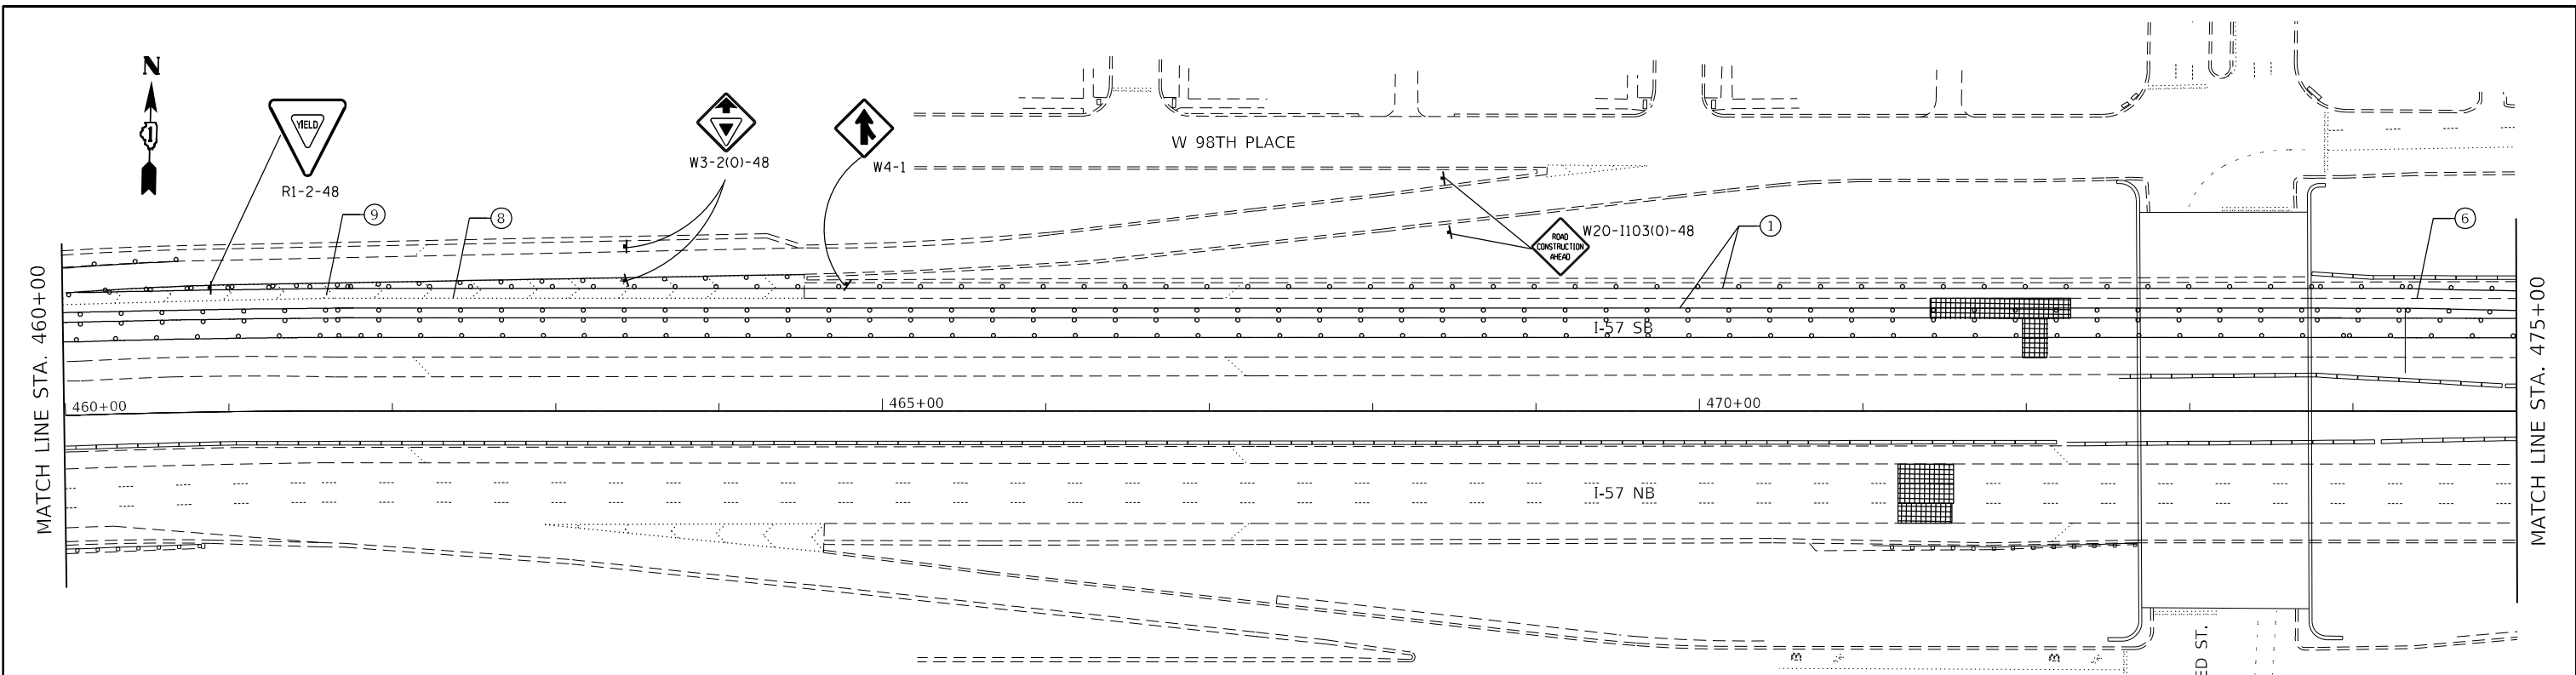 N
1
YIELD
R1-2-48
W3-2(O)-48
W4-1
W 98TH PLACE
ROAD
CONSTRUCTION
AHEAD
W20-I103(O)-48
9
8
1
6
MATCH LINE STA. 460+00
MATCH LINE STA. 475+00
I-57 SB
460+00
465+00
470+00
I-57 NB
ED ST.